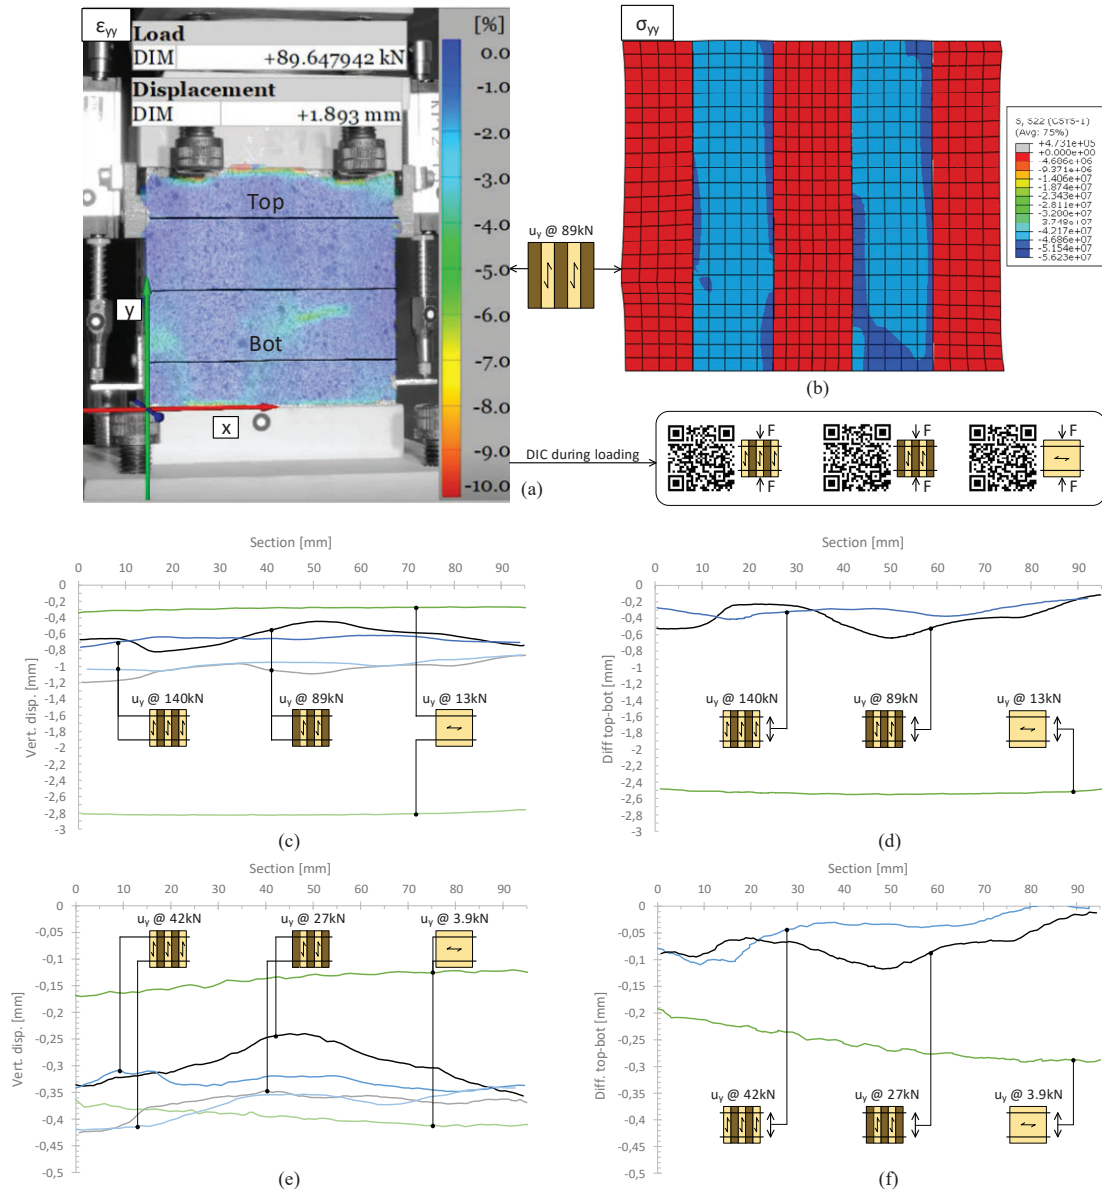 εyy
Load
DIM +89.647942 kN
Displacement
DIM +1.893 mm
[%]
0.0
-1.0
-2.0
-3.0
-4.0
-5.0
-6.0
-7.0
-8.0
-9.0
-10.0
Top
Bot
y
x
(a)
uy @ 89kN
σyy
S, S22 (CSYS-1)
(Avg: 75%)
+4.731e+05
+0.000e+00
-4.686e+06
-9.371e+06
-1.406e+07
-1.874e+07
-2.343e+07
-2.811e+07
-3.280e+07
-3.749e+07
-4.217e+07
-4.686e+07
-5.154e+07
-5.623e+07
(b)
DIC during loading
F
F
F
F
F
F
Section [mm]
0 10 20 30 40 50 60 70 80 90
0
-0,2
-0,4
-0,6
-0,8
-1
-1,2
-1,4
-1,6
-1,8
-2
-2,2
-2,4
-2,6
-2,8
-3
Vert. disp. [mm]
uy @ 140kN
uy @ 89kN
uy @ 13kN
(c)
Section [mm]
0 10 20 30 40 50 60 70 80 90
0
-0,2
-0,4
-0,6
-0,8
-1
-1,2
-1,4
-1,6
-1,8
-2
-2,2
-2,4
-2,6
-2,8
-3
Diff top-bot [mm]
uy @ 140kN
uy @ 89kN
uy @ 13kN
(d)
Section [mm]
0 10 20 30 40 50 60 70 80 90
0
-0,05
-0,1
-0,15
-0,2
-0,25
-0,3
-0,35
-0,4
-0,45
-0,5
Vert. disp. [mm]
uy @ 42kN
uy @ 27kN
uy @ 3.9kN
(e)
Section [mm]
0 10 20 30 40 50 60 70 80 90
0
-0,05
-0,1
-0,15
-0,2
-0,25
-0,3
-0,35
-0,4
-0,45
-0,5
Diff. top-bot [mm]
uy @ 42kN
uy @ 27kN
uy @ 3.9kN
(f)